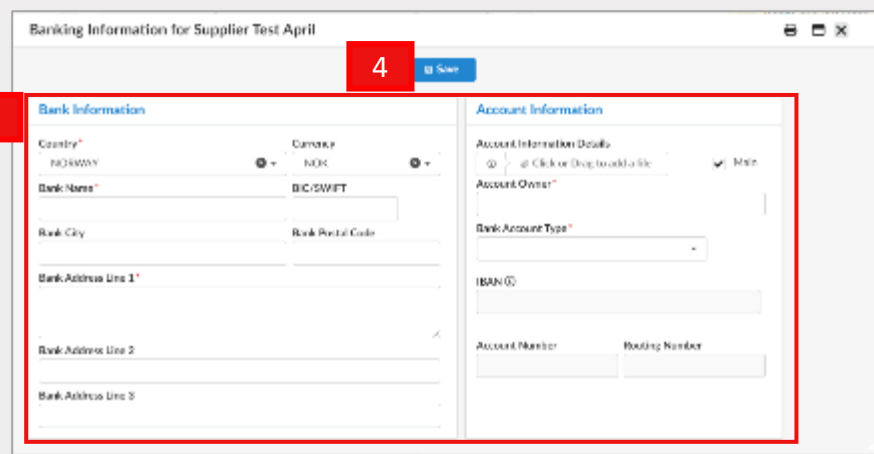 Banking Information for Supplier Test April
4
Save
Bank Information
Country*
Currency
NORWAY
NOK
Bank Name*
BIC/SWIFT
Bank City
Bank Postal Code
Bank Address Line 1*
Bank Address Line 2
Bank Address Line 3
Account Information
Account Information Details
Click or Drag to add a file
Main
Account Owner*
Bank Account Type*
IBAN
Account Number
Routing Number